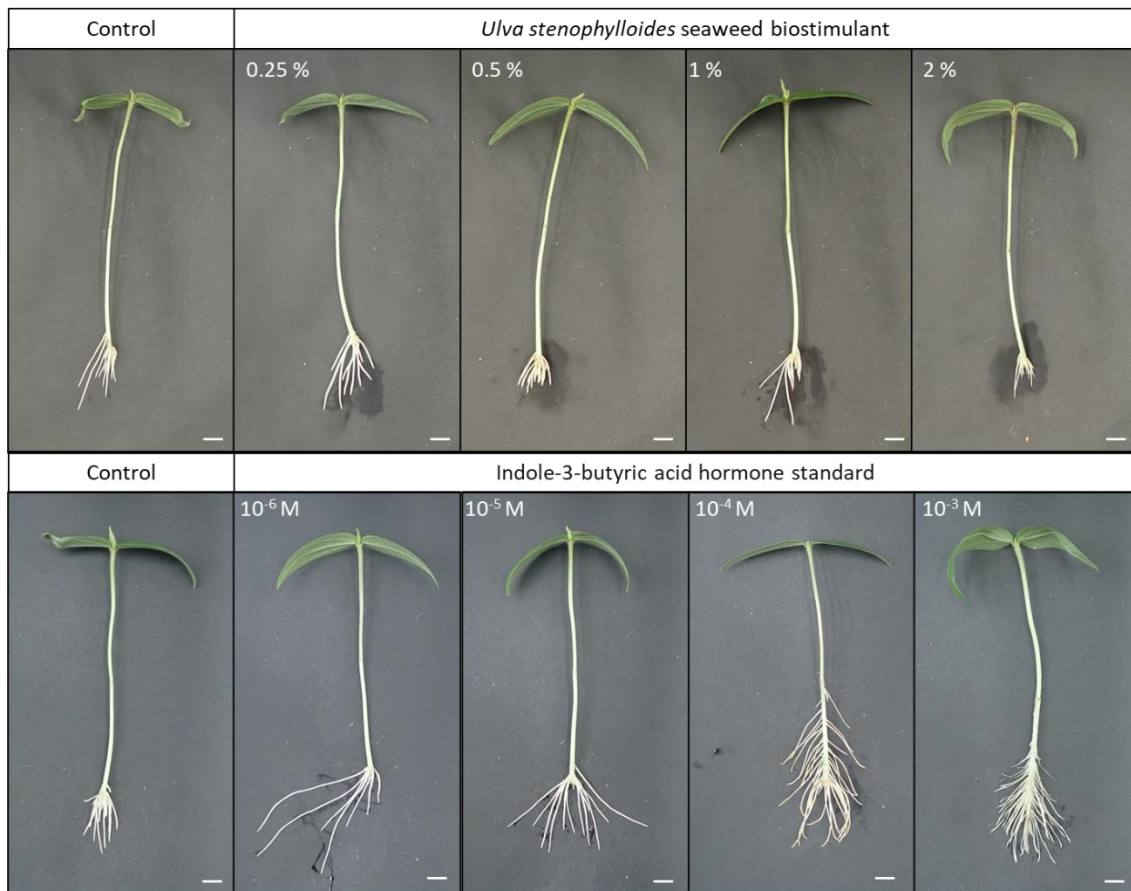 Control
Ulva stenophylloides seaweed biostimulant
0.25 %
0.5 %
1 %
2 %
Control
Indole-3-butyric acid hormone standard
10⁻⁶ M
10⁻⁵ M
10⁻⁴ M
10⁻³ M